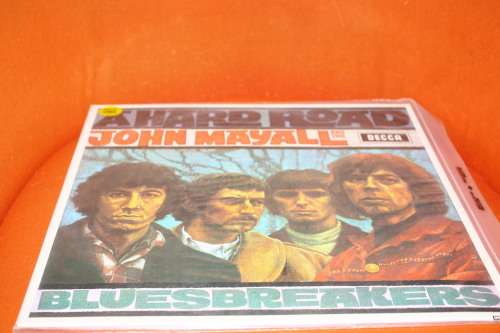 A HARD ROAD
JOHN MAYALL
DECCA
BLUESBREAKERS